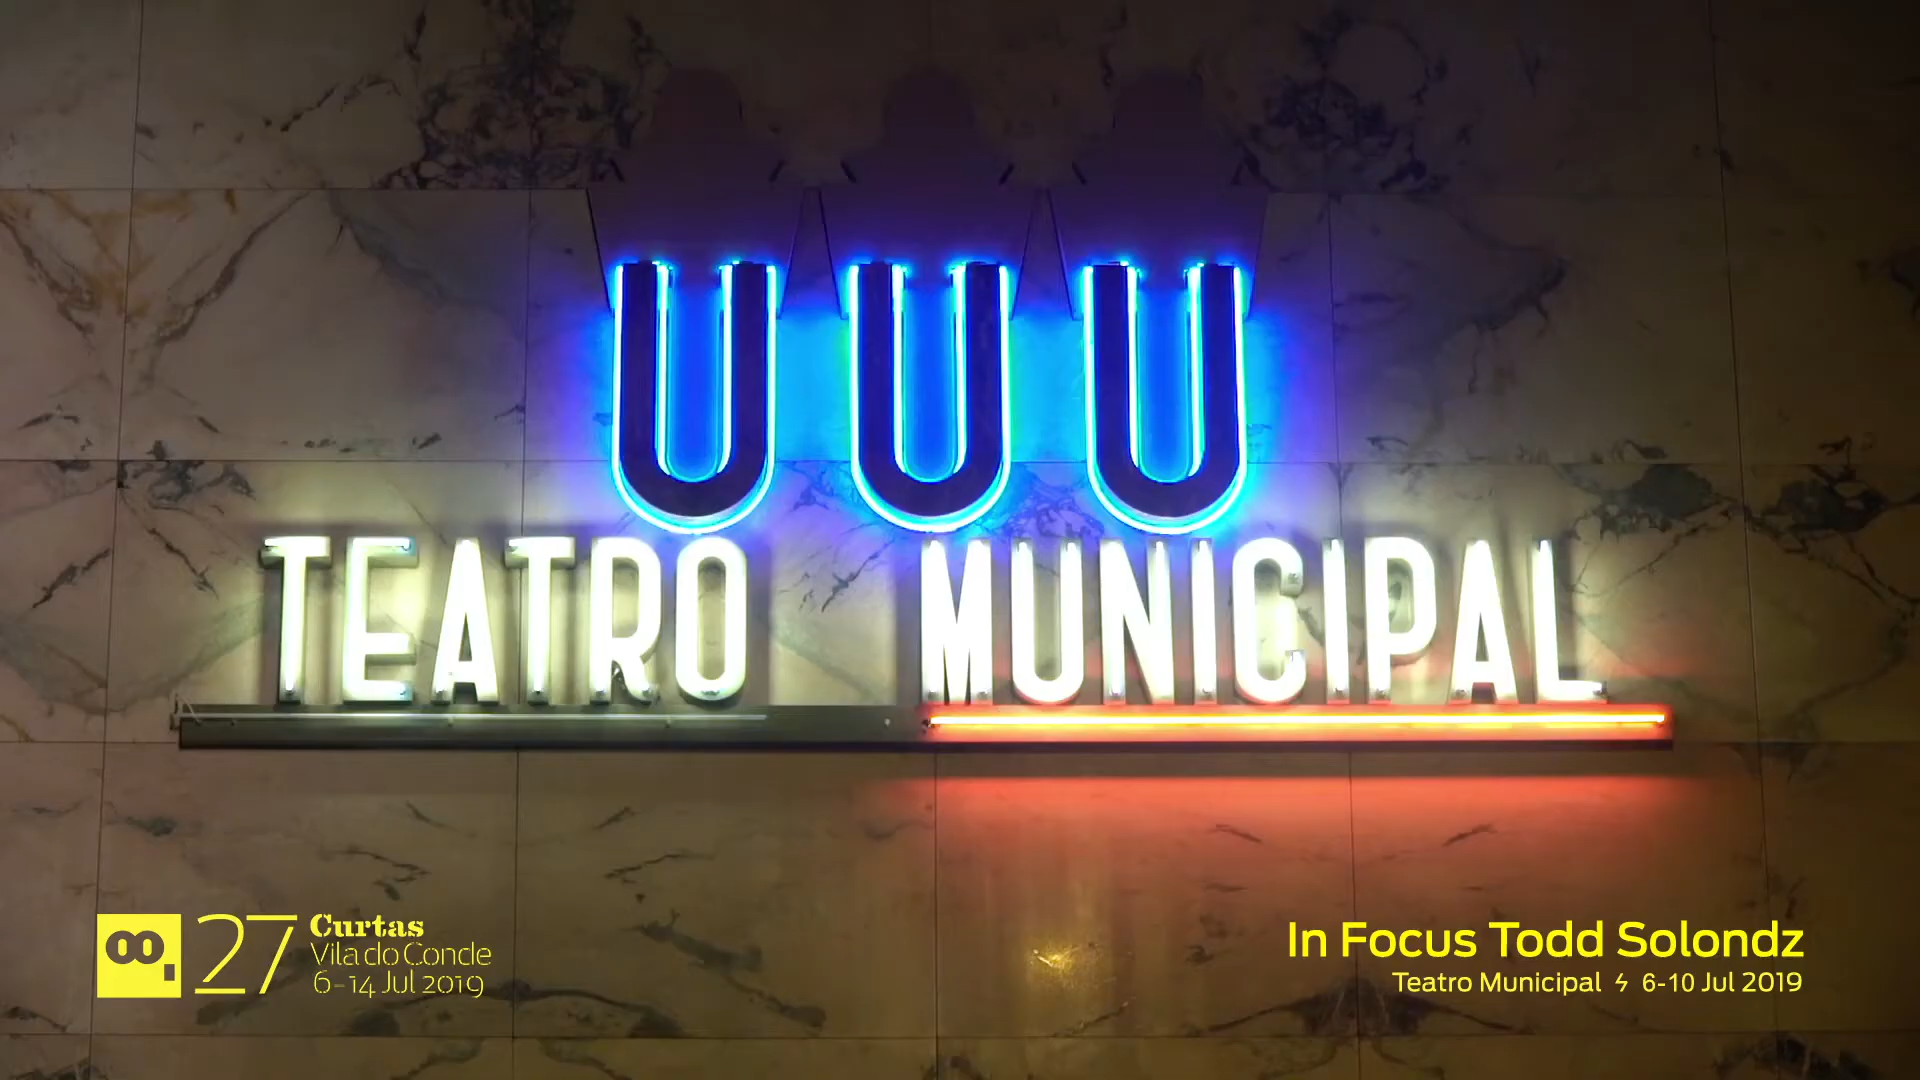 UUU
TEATRO MUNICIPAL
27
Curtas
Vila do Conde
6-14 Jul 2019
In Focus Todd Solondz
Teatro Municipal ϟ 6-10 Jul 2019